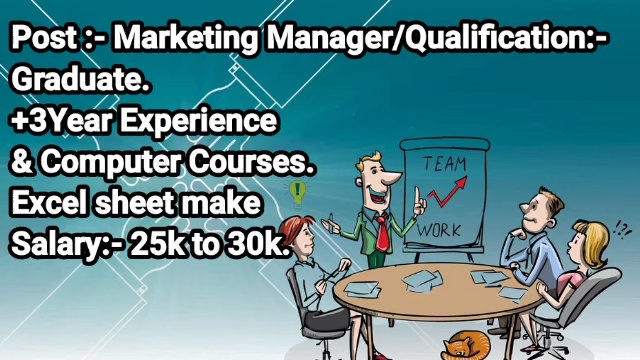 Post :- Marketing Manager/Qualification:-
Graduate.
+3Year Experience
& Computer Courses.
Excel sheet make
Salary:- 25k to 30k.
TEAM
WORK
!?!